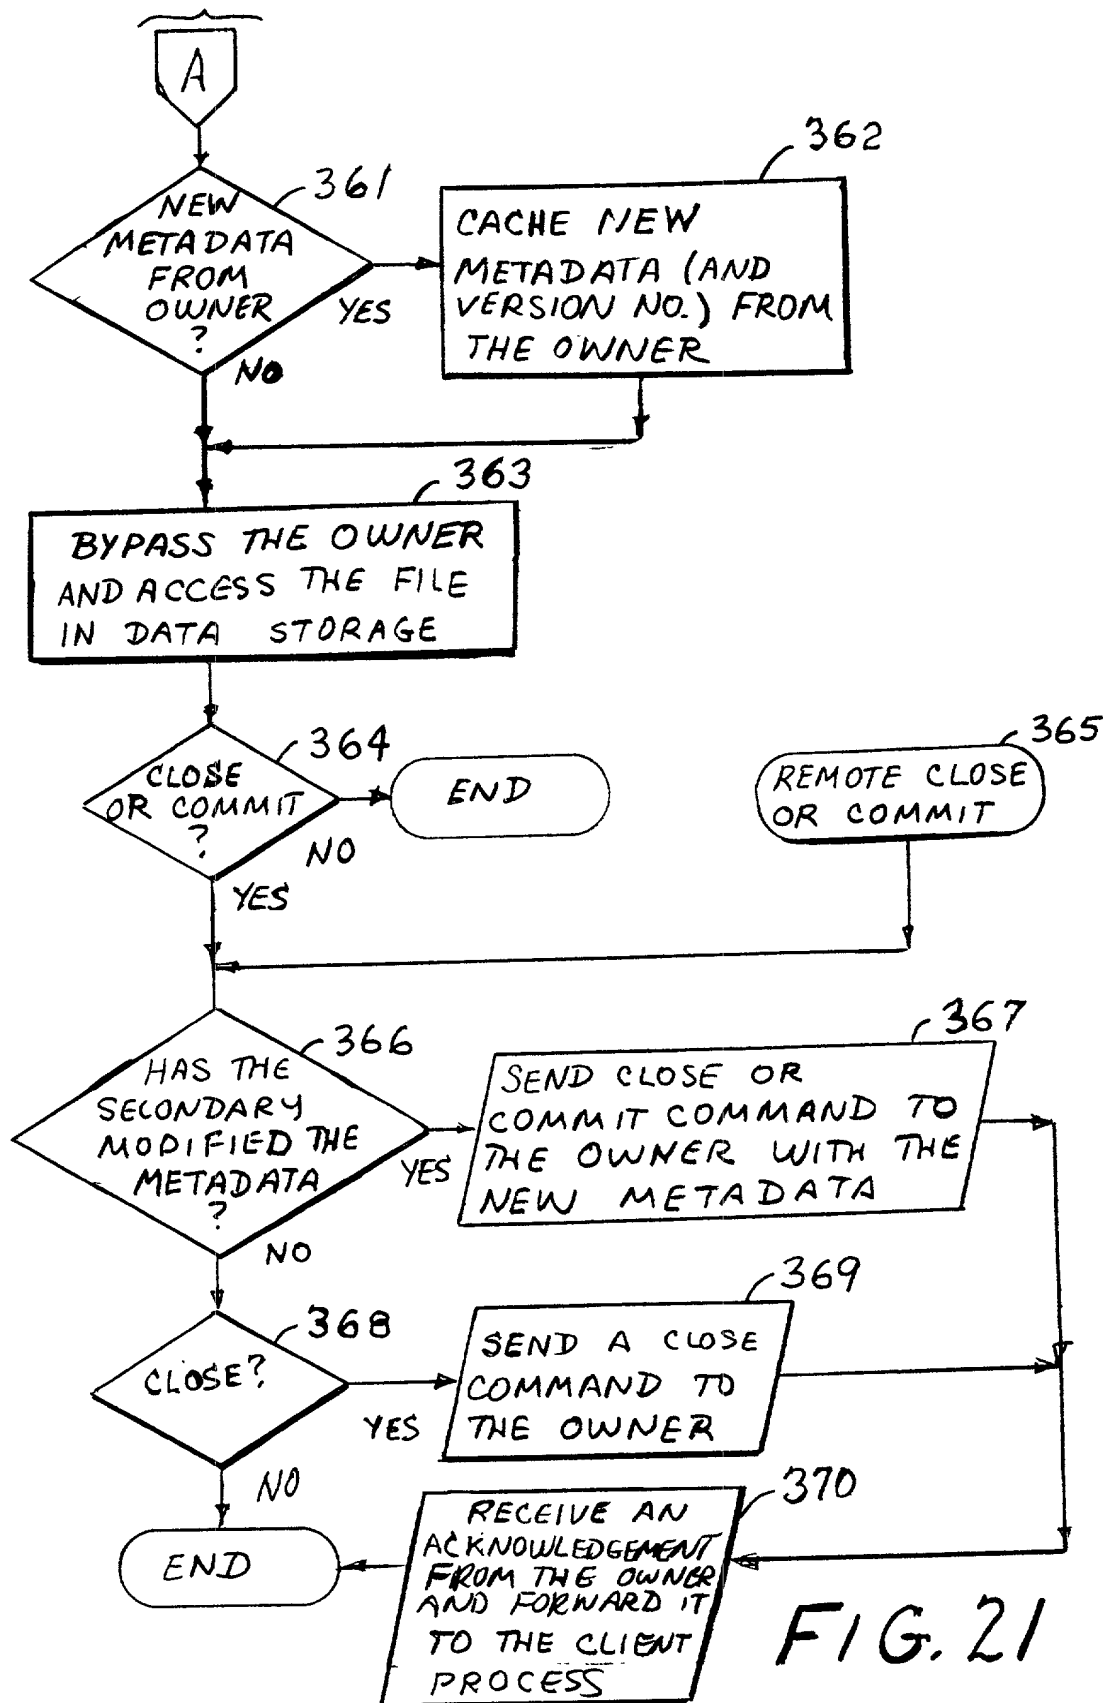 A
361
NEW
METADATA
FROM
OWNER
?
YES
NO
362
CACHE NEW
METADATA (AND
VERSION NO.) FROM
THE OWNER
363
BYPASS THE OWNER
AND ACCESS THE FILE
IN DATA STORAGE
364
CLOSE
OR COMMIT
?
NO
YES
END
365
REMOTE CLOSE
OR COMMIT
366
HAS THE
SECONDARY
MODIFIED THE
METADATA
?
YES
NO
367
SEND CLOSE OR
COMMIT COMMAND TO
THE OWNER WITH THE
NEW METADATA
368
CLOSE?
YES
NO
369
SEND A CLOSE
COMMAND TO
THE OWNER
370
RECEIVE AN
ACKNOWLEDGEMENT
FROM THE OWNER
AND FORWARD IT
TO THE CLIENT
PROCESS
END
FIG. 21